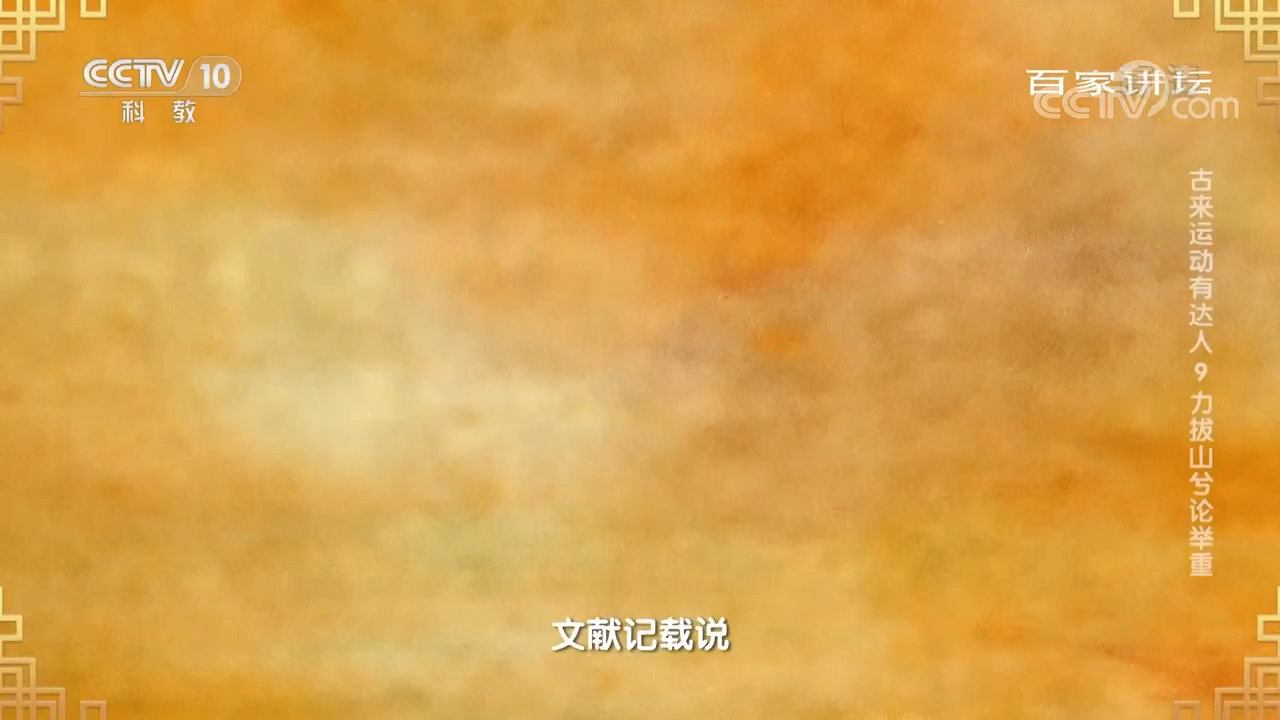 CCTV 10
科 教
百家讲坛
CCTV.com
古来运动有达人 9 力拔山兮论举重
文献记载说